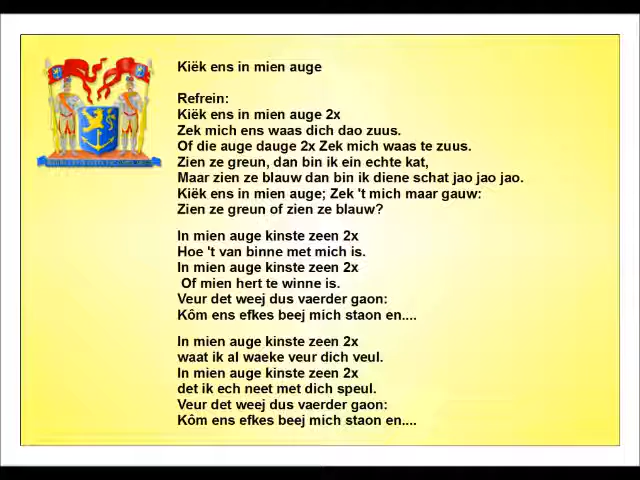 Kiëk ens in mien auge
Refrein:
Kiëk ens in mien auge 2x
Zek mich ens waas dich dao zuus.
Of die auge dauge 2x Zek mich waas te zuus.
Zien ze greun, dan bin ik ein echte kat,
Maar zien ze blauw dan bin ik diene schat jao jao jao.
Kiëk ens in mien auge; Zek 't mich maar gauw:
Zien ze greun of zien ze blauw?
In mien auge kinste zeen 2x
Hoe 't van binne met mich is.
In mien auge kinste zeen 2x
Of mien hert te winne is.
Veur det weej dus vaerder gaon:
Kôm ens efkes beej mich staon en....
In mien auge kinste zeen 2x
waat ik al waeke veur dich veul.
In mien auge kinste zeen 2x
det ik ech neet met dich speul.
Veur det weej dus vaerder gaon:
Kôm ens efkes beej mich staon en....